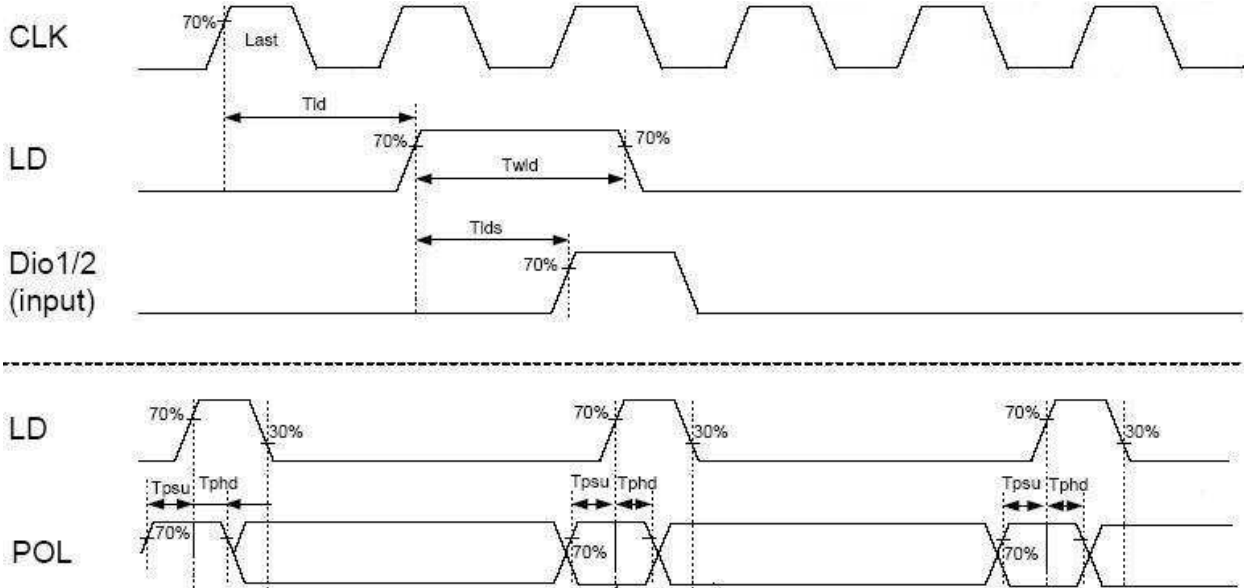 CLK
70%
Last
Tld
LD
70%
70%
Twld
Tlds
Dio1/2
(input)
70%
LD
70%
30%
70%
30%
70%
30%
Tpsu
Tphd
Tpsu
Tphd
Tpsu
Tphd
POL
70%
70%
70%